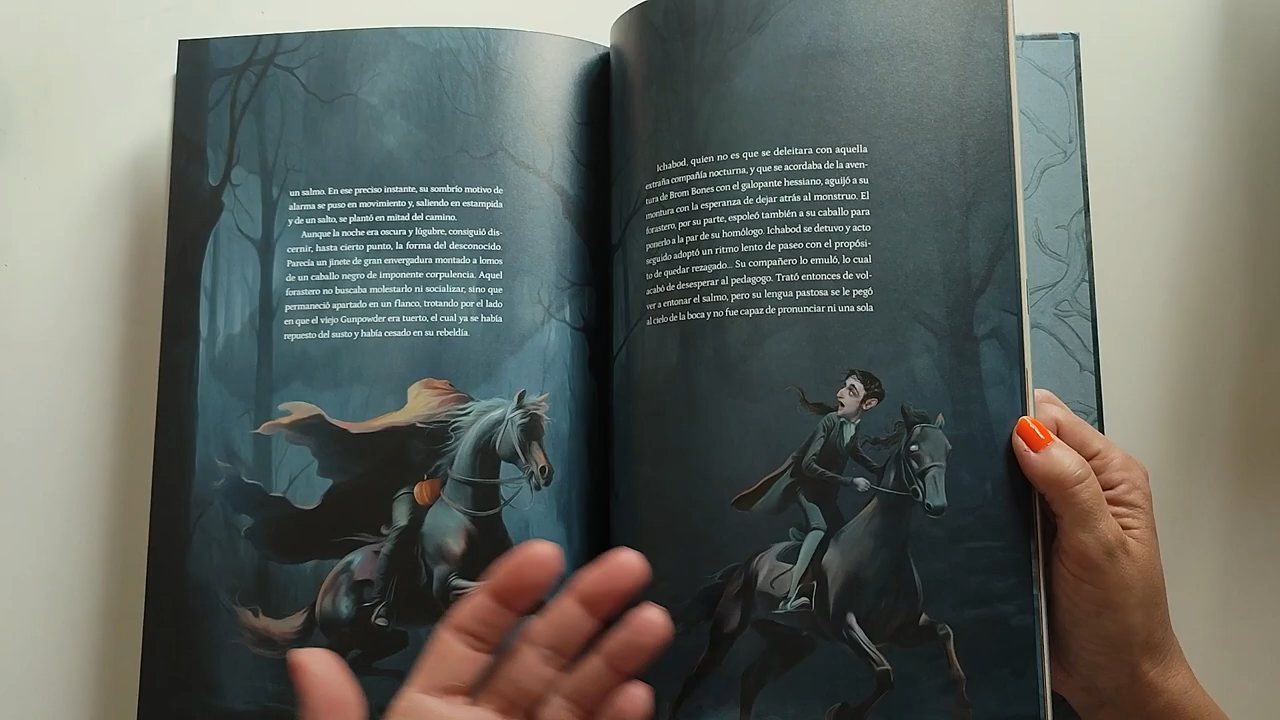 un salmo. En ese preciso instante, su sombrío motivo de
alarma se puso en movimiento y, saliendo en estampida
y de un salto, se plantó en mitad del camino.
Aunque la noche era oscura y lúgubre, consiguió dis-
cernir, hasta cierto punto, la forma del desconocido.
Parecía un jinete de gran envergadura montado a lomos
de un caballo negro de imponente corpulencia. Aquel
forastero no buscaba molestarlo ni socializar, sino que
permaneció apartado en un flanco, trotando por el lado
en que el viejo Gunpowder era tuerto, el cual ya se había
repuesto del susto y había cesado en su rebeldía.
Ichabod, quien no es que se deleitara con aquella
extraña compañía nocturna, y que se acordaba de la aven-
tura de Brom Bones con el galopante hessiano, aguijó a su
montura con la esperanza de dejar atrás al monstruo. El
forastero, por su parte, espoleó también a su caballo para
ponerlo a la par de su homólogo. Ichabod se detuvo y acto
seguido adoptó un ritmo lento de paseo con el propósi-
to de quedar rezagado... Su compañero lo emuló, lo cual
acabó de desesperar al pedagogo. Trató entonces de vol-
ver a entonar el salmo, pero su lengua pastosa se le pegó
al cielo de la boca y no fue capaz de pronunciar ni una sola